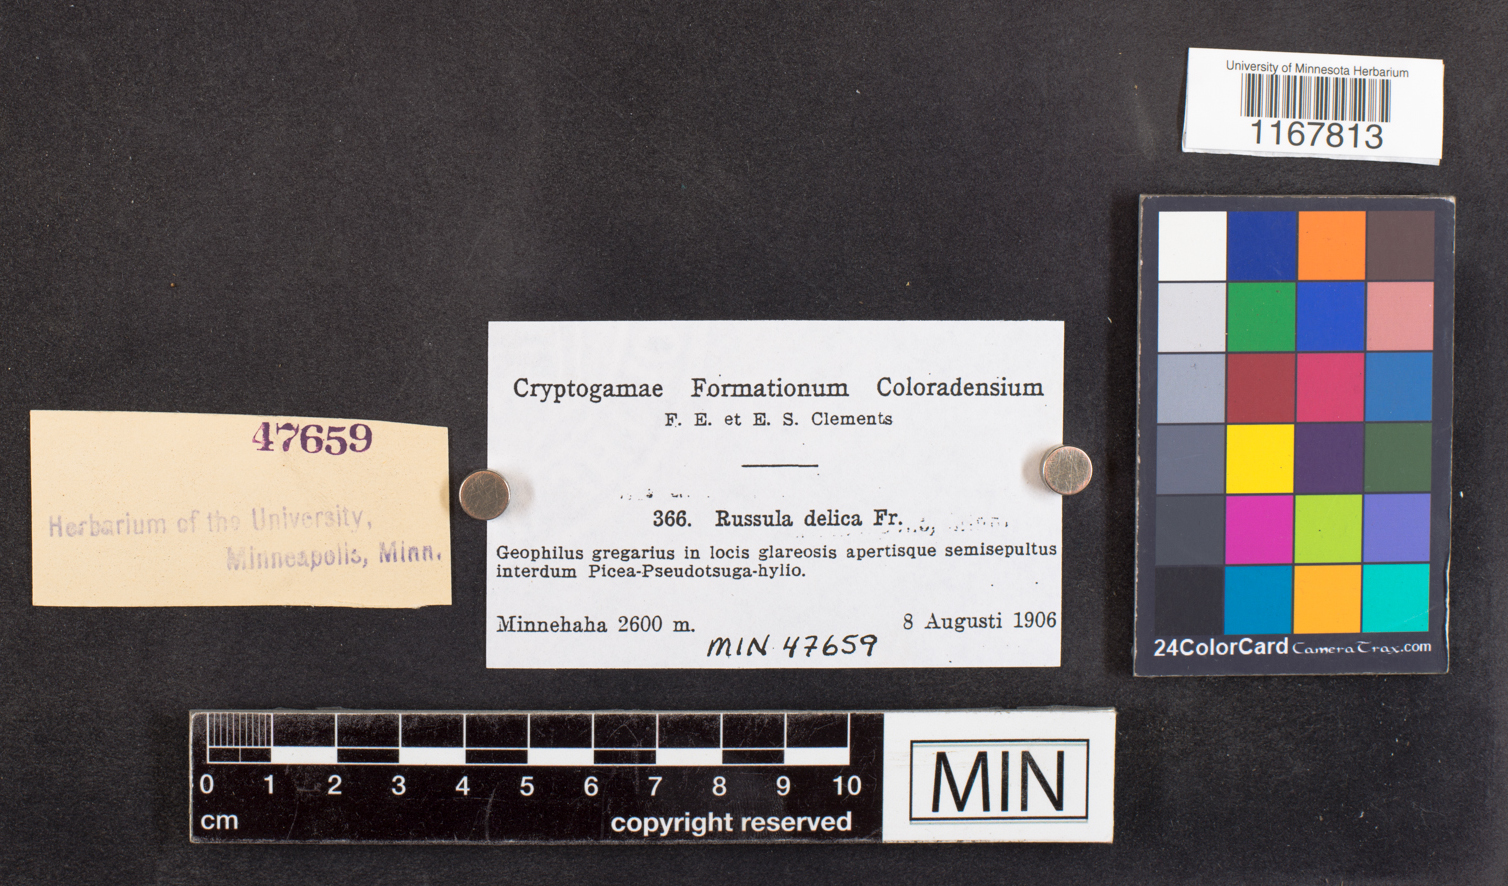 University of Minnesota Herbarium
1167813
47659
Herbarium of the University,
Minneapolis, Minn.
Cryptogamae Formationum Coloradensium
F. E. et E. S. Clements
366. Russula delica Fr.
Geophilus gregarius in locis glareosis apertisque semisepultus
interdum Picea-Pseudotsuga-hylio.
Minnehaha 2600 m.
8 Augusti 1906
MIN 47659
24ColorCard CameraTrax.com
0 1 2 3 4 5 6 7 8 9 10
cm
copyright reserved
MIN